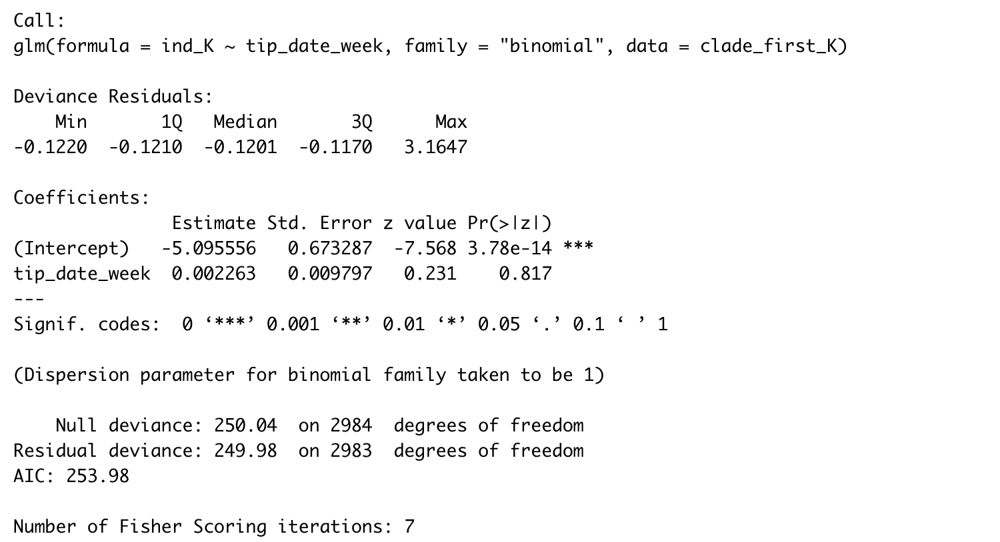 Call:
glm(formula = ind_K ~ tip_date_week, family = "binomial", data = clade_first_K)

Deviance Residuals:
    Min       1Q   Median       3Q      Max
-0.1220  -0.1210  -0.1201  -0.1170   3.1647

Coefficients:
               Estimate Std. Error z value Pr(>|z|)
(Intercept)   -5.095556   0.673287  -7.568 3.78e-14 ***
tip_date_week  0.002263   0.009797   0.231    0.817
---
Signif. codes:  0 ‘***’ 0.001 ‘**’ 0.01 ‘*’ 0.05 ‘.’ 0.1 ‘ ’ 1

(Dispersion parameter for binomial family taken to be 1)

    Null deviance: 250.04  on 2984  degrees of freedom
Residual deviance: 249.98  on 2983  degrees of freedom
AIC: 253.98

Number of Fisher Scoring iterations: 7